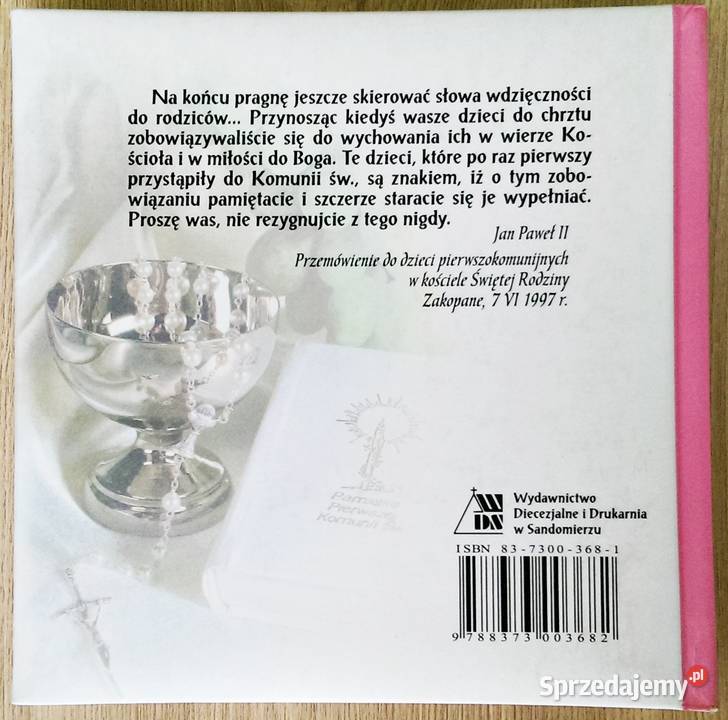 Na końcu pragnę jeszcze skierować słowa wdzięczności
do rodziców... Przynosząc kiedyś wasze dzieci do chrztu
zobowiązywaliście się do wychowania ich w wierze Ko-
ścioła i w miłości do Boga. Te dzieci, które po raz pierwszy
przystąpiły do Komunii św., są znakiem, iż o tym zobo-
wiązaniu pamiętacie i szczerze staracie się je wypełniać.
Proszę was, nie rezygnujcie z tego nigdy.
Jan Paweł II
Przemówienie do dzieci pierwszokomunijnych
w kościele Świętej Rodziny
Zakopane, 7 VI 1997 r.
Pamiątka
Pierwszej
Komunii Św.
WDN
Wydawnictwo
Diecezjalne i Drukarnia
w Sandomierzu
ISBN 83-7300-368-1
9 788373 003682
Sprzedajemy.pl